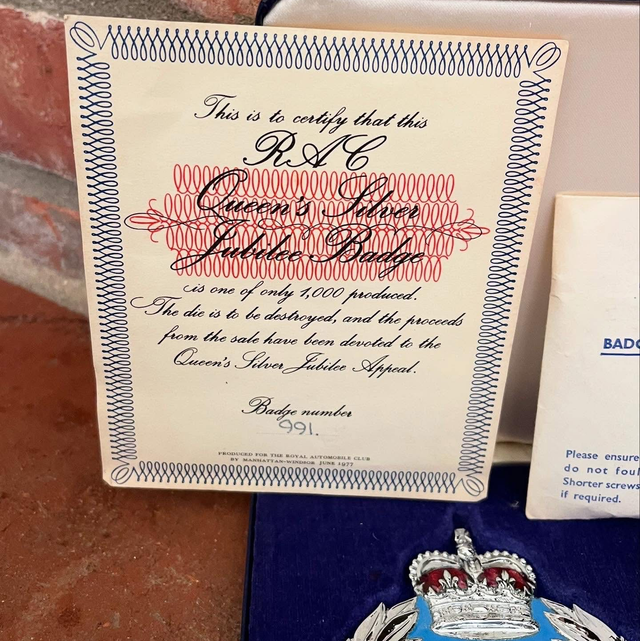 This is to certify that this
RAC
Queen's Silver
Jubilee Badge
is one of only 1,000 produced.
The die is to be destroyed, and the proceeds
from the sale have been devoted to the
Queen's Silver Jubilee Appeal.
Badge number
991.
PRODUCED FOR THE ROYAL AUTOMOBILE CLUB
BY MANHATTAN-WINDSOR JUNE 1977
BADG
Please ensure
do not foul
Shorter screws
if required.